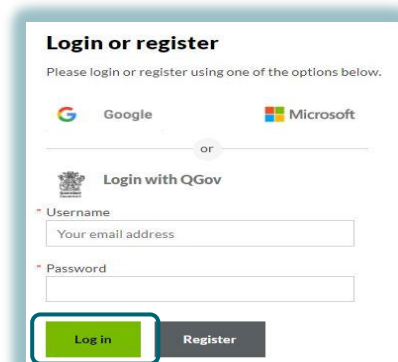 Login or register
Please login or register using one of the options below.
Google Microsoft
or
Login with QGov
* Username
Your email address
* Password
Log in Register